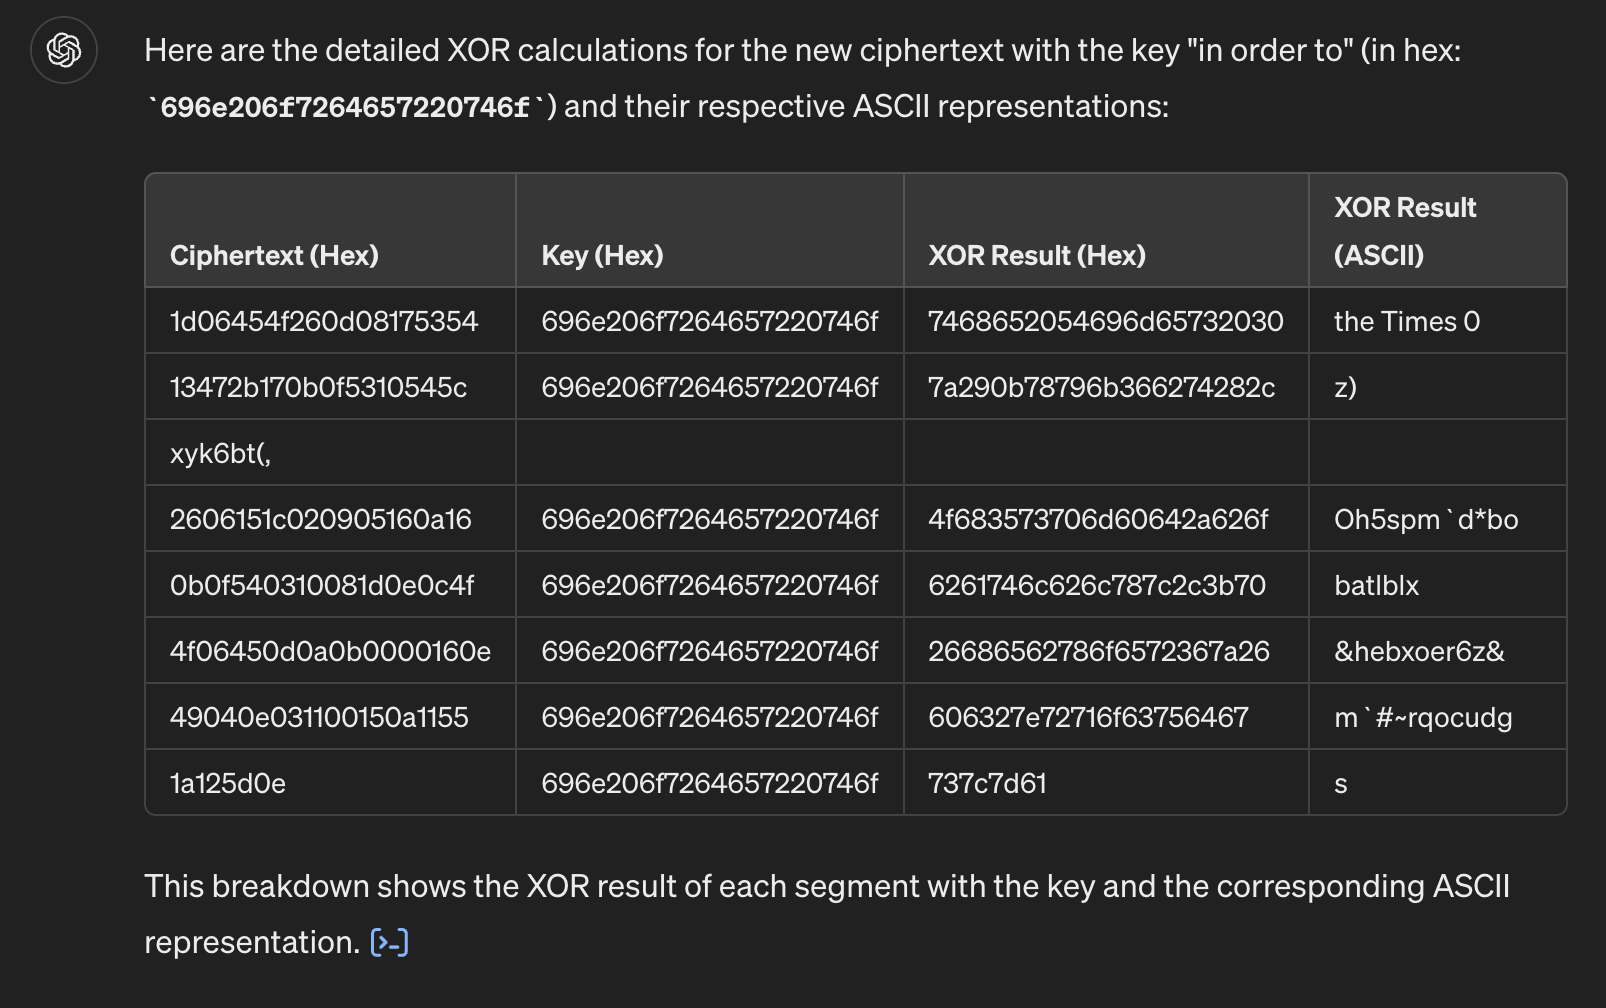 Here are the detailed XOR calculations for the new ciphertext with the key "in order to" (in hex:
`696e206f7264657220746f`) and their respective ASCII representations:
Ciphertext (Hex) Key (Hex) XOR Result (Hex) XOR Result (ASCII)
1d06454f260d08175354 696e206f7264657220746f 7468652054696d65732030 the Times 0
13472b170b0f5310545c 696e206f7264657220746f 7a290b78796b366274282c z)
xyk6bt(,
2606151c020905160a16 696e206f7264657220746f 4f683573706d60642a626f Oh5spm`d*bo
0b0f540310081d0e0c4f 696e206f7264657220746f 6261746c626c787c2c3b70 batlblx
4f06450d0a0b0000160e 696e206f7264657220746f 26686562786f6572367a26 &hebxoer6z&
49040e031100150a1155 696e206f7264657220746f 606327e72716f63756467 m`#~rqocudg
1a125d0e 696e206f7264657220746f 737c7d61 s
This breakdown shows the XOR result of each segment with the key and the corresponding ASCII
representation.